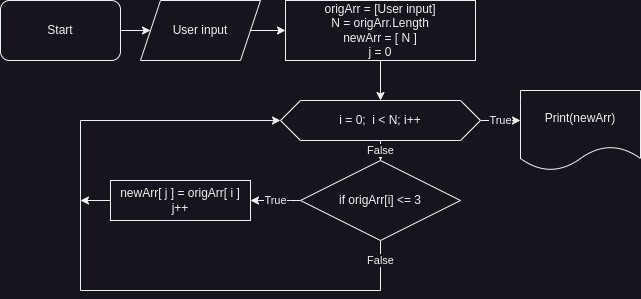 Start
User input
origArr = [User input]
N = origArr.Length
newArr = [ N ]
j = 0
i = 0;  i < N; i++
True
Print(newArr)
False
if origArr[i] <= 3
True
newArr[ j ] = origArr[ i ]
j++
False